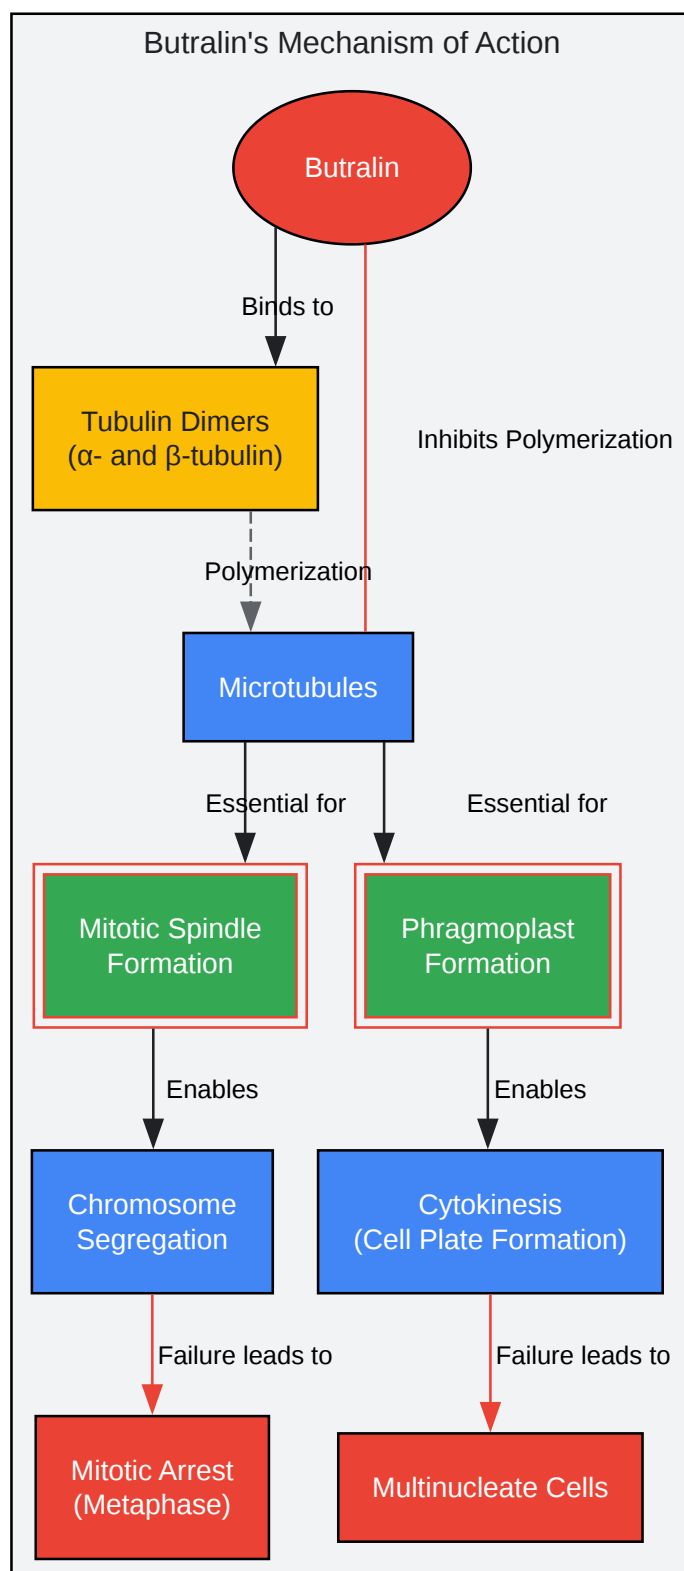 Butralin's Mechanism of Action
Butralin
Binds to
Tubulin Dimers
(α- and β-tubulin)
Inhibits Polymerization
Polymerization
Microtubules
Essential for
Essential for
Mitotic Spindle
Formation
Phragmoplast
Formation
Enables
Enables
Chromosome
Segregation
Cytokinesis
(Cell Plate Formation)
Failure leads to
Failure leads to
Mitotic Arrest
(Metaphase)
Multinucleate Cells